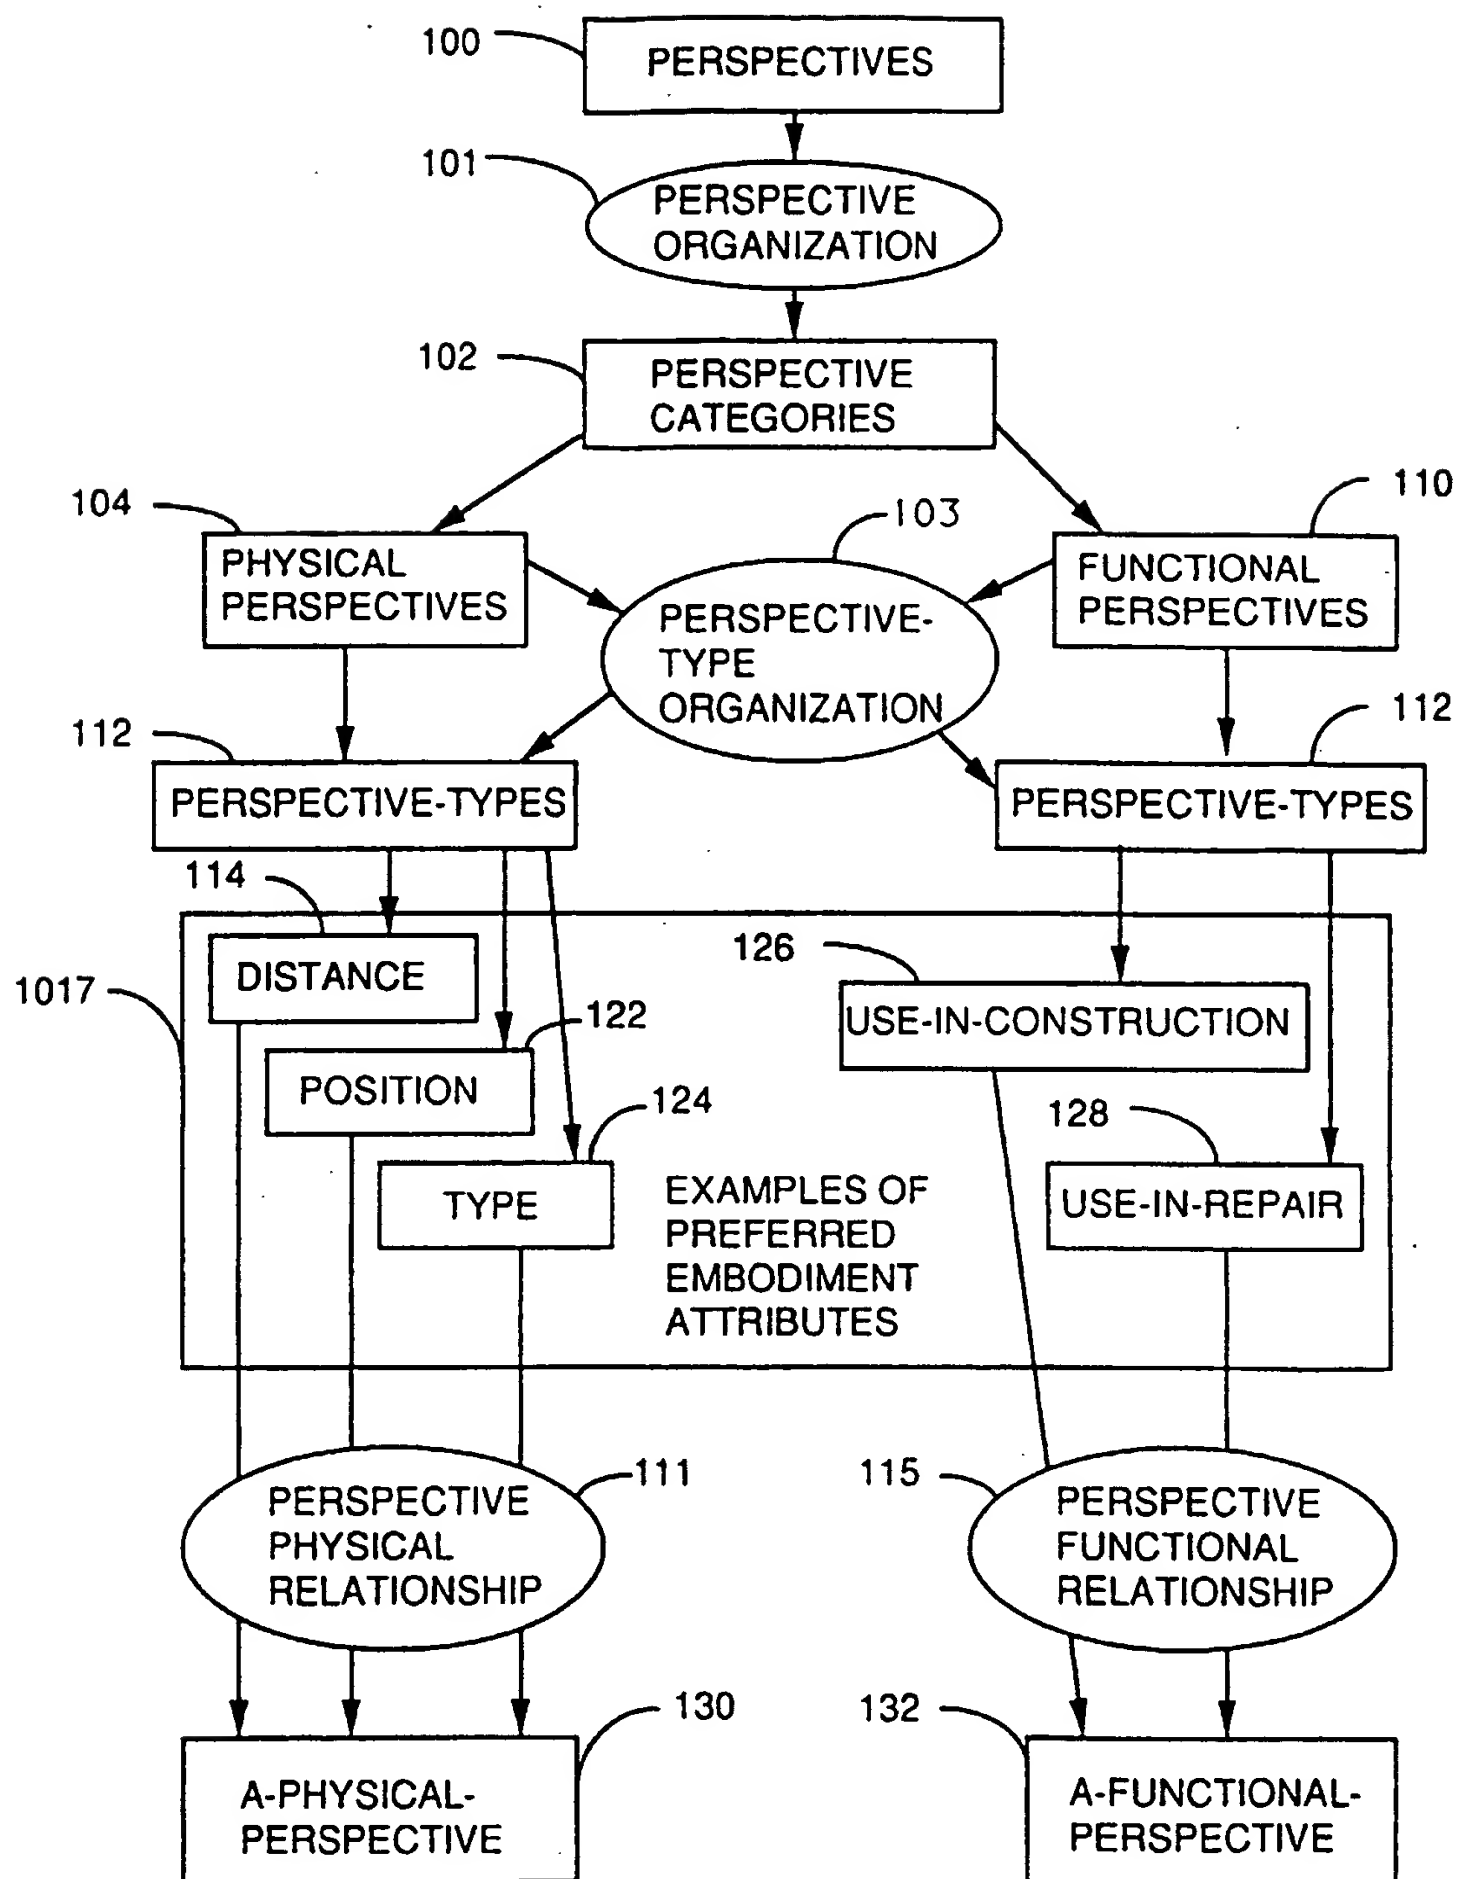 100
PERSPECTIVES
101
PERSPECTIVE
ORGANIZATION
102
PERSPECTIVE
CATEGORIES
104
PHYSICAL
PERSPECTIVES
103
PERSPECTIVE-
TYPE
ORGANIZATION
110
FUNCTIONAL
PERSPECTIVES
112
PERSPECTIVE-TYPES
112
PERSPECTIVE-TYPES
114
DISTANCE
1017
122
POSITION
124
TYPE
EXAMPLES OF
PREFERRED
EMBODIMENT
ATTRIBUTES
126
USE-IN-CONSTRUCTION
128
USE-IN-REPAIR
111
PERSPECTIVE
PHYSICAL
RELATIONSHIP
115
PERSPECTIVE
FUNCTIONAL
RELATIONSHIP
130
A-PHYSICAL-
PERSPECTIVE
132
A-FUNCTIONAL-
PERSPECTIVE